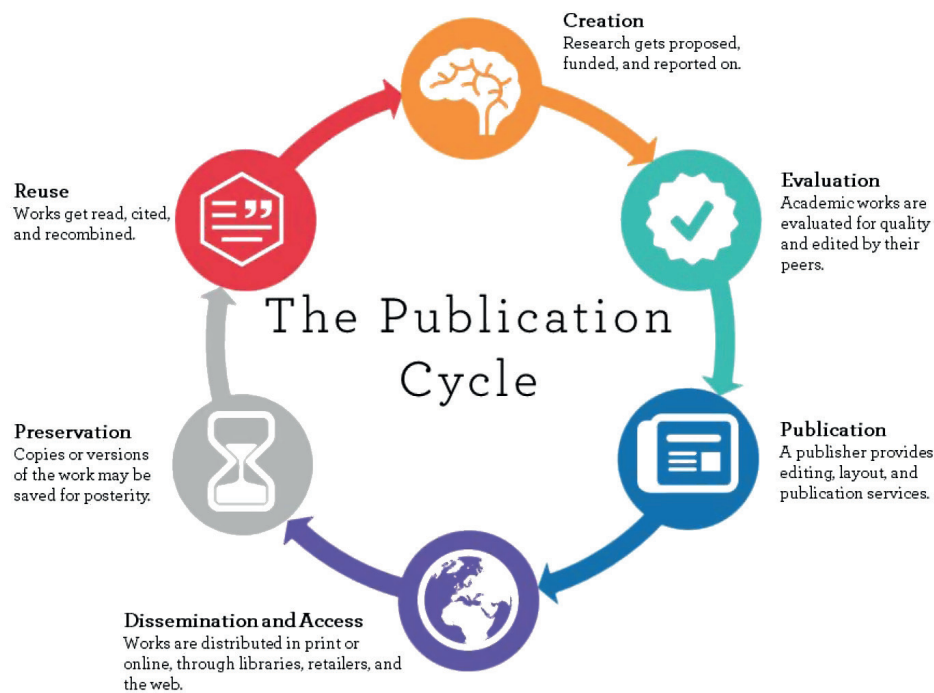 Creation
Research gets proposed,
funded, and reported on.
Evaluation
Academic works are
evaluated for quality
and edited by their
peers.
Publication
A publisher provides
editing, layout, and
publication services.
Dissemination and Access
Works are distributed in print or
online, through libraries, retailers, and
the web.
Preservation
Copies or versions
of the work may be
saved for posterity.
Reuse
Works get read, cited,
and recombined.
The Publication
Cycle